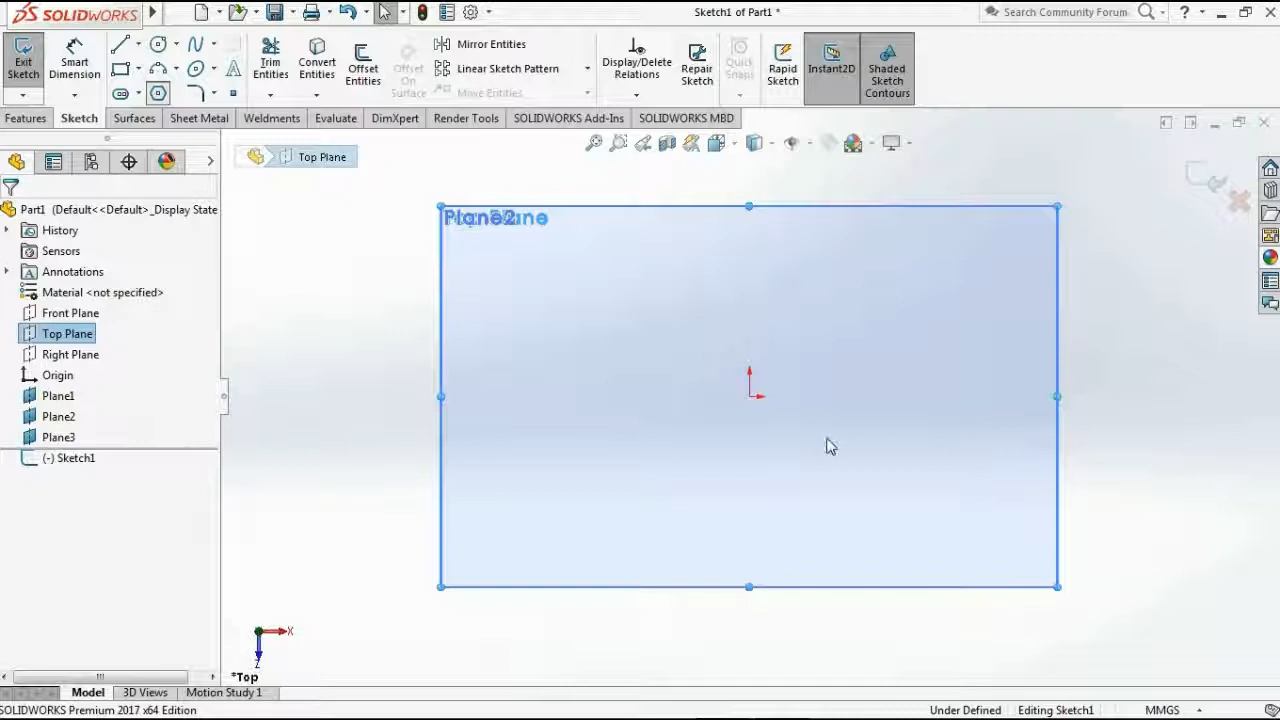 SOLIDWORKS
Sketch1 of Part1 *
Search Community Forum
?
Exit Sketch
Smart Dimension
Trim Entities
Convert Entities
Offset Entities
Offset On Surface
Mirror Entities
Linear Sketch Pattern
Move Entities
Display/Delete Relations
Repair Sketch
Quick Snaps
Rapid Sketch
Instant2D
Shaded Sketch Contours
Features
Sketch
Surfaces
Sheet Metal
Weldments
Evaluate
DimXpert
Render Tools
SOLIDWORKS Add-Ins
SOLIDWORKS MBD
Top Plane
Part1 (Default<<Default>_Display State
History
Sensors
Annotations
Material <not specified>
Front Plane
Top Plane
Right Plane
Origin
Plane1
Plane2
Plane3
(-) Sketch1
Plane2
X
Z
*Top
Model
3D Views
Motion Study 1
SOLIDWORKS Premium 2017 x64 Edition
Under Defined
Editing Sketch1
MMGS